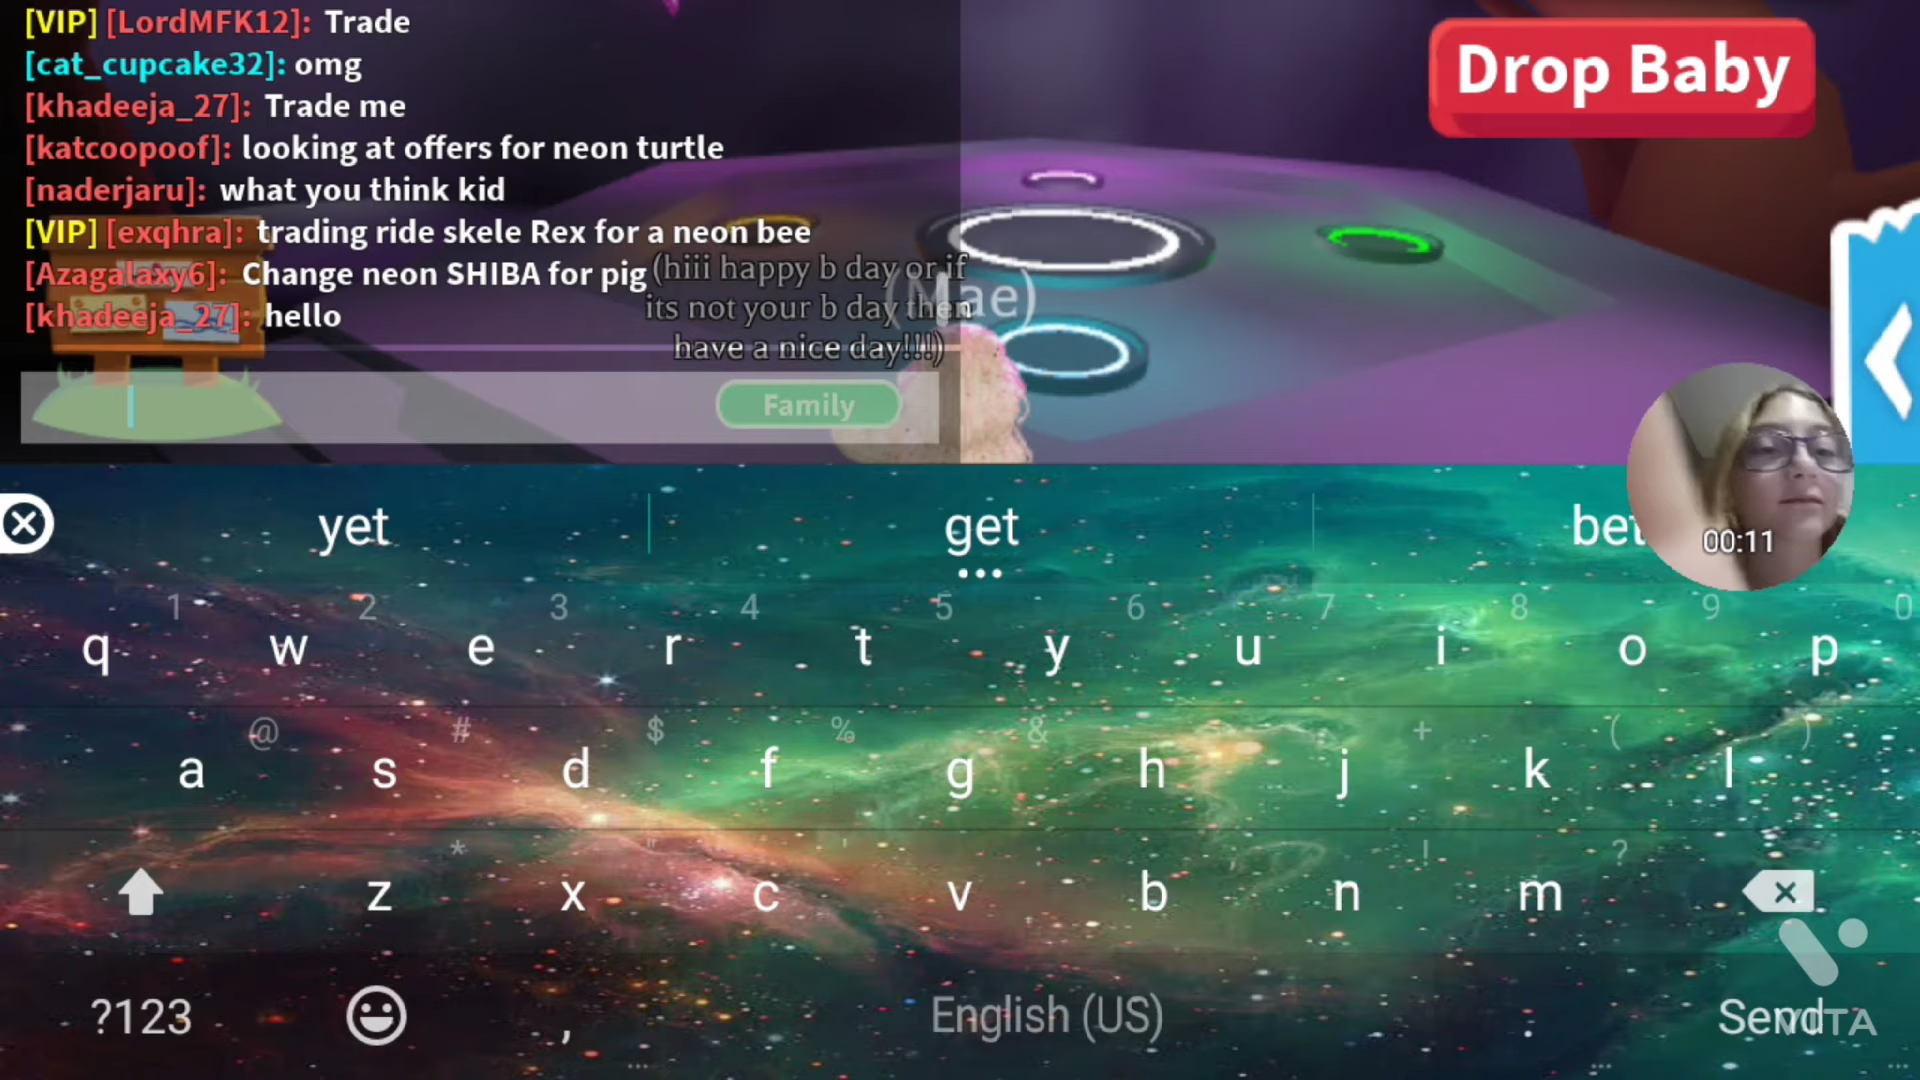 [VIP] [LordMFK12]: Trade
[cat_cupcake32]: omg
[khadeeja_27]: Trade me
[katcoopoof]: looking at offers for neon turtle
[naderjaru]: what you think kid
[VIP] [exqhra]: trading ride skele Rex for a neon bee
[Azagalaxy6]: Change neon SHIBA for pig
[khadeeja_27]: hello
(hiii happy b day or if
its not your b day then
have a nice day!!!)
(Mae)
Drop Baby
Family
00:11
yet get bet
1 2 3 4 5 6 7 8 9 0
q w e r t y u i o p
@ # $ % & + ( )
a s d f g h j k l
* " ' : ; ! ?
z x c v b n m
?123 , English (US) . Send
VITA